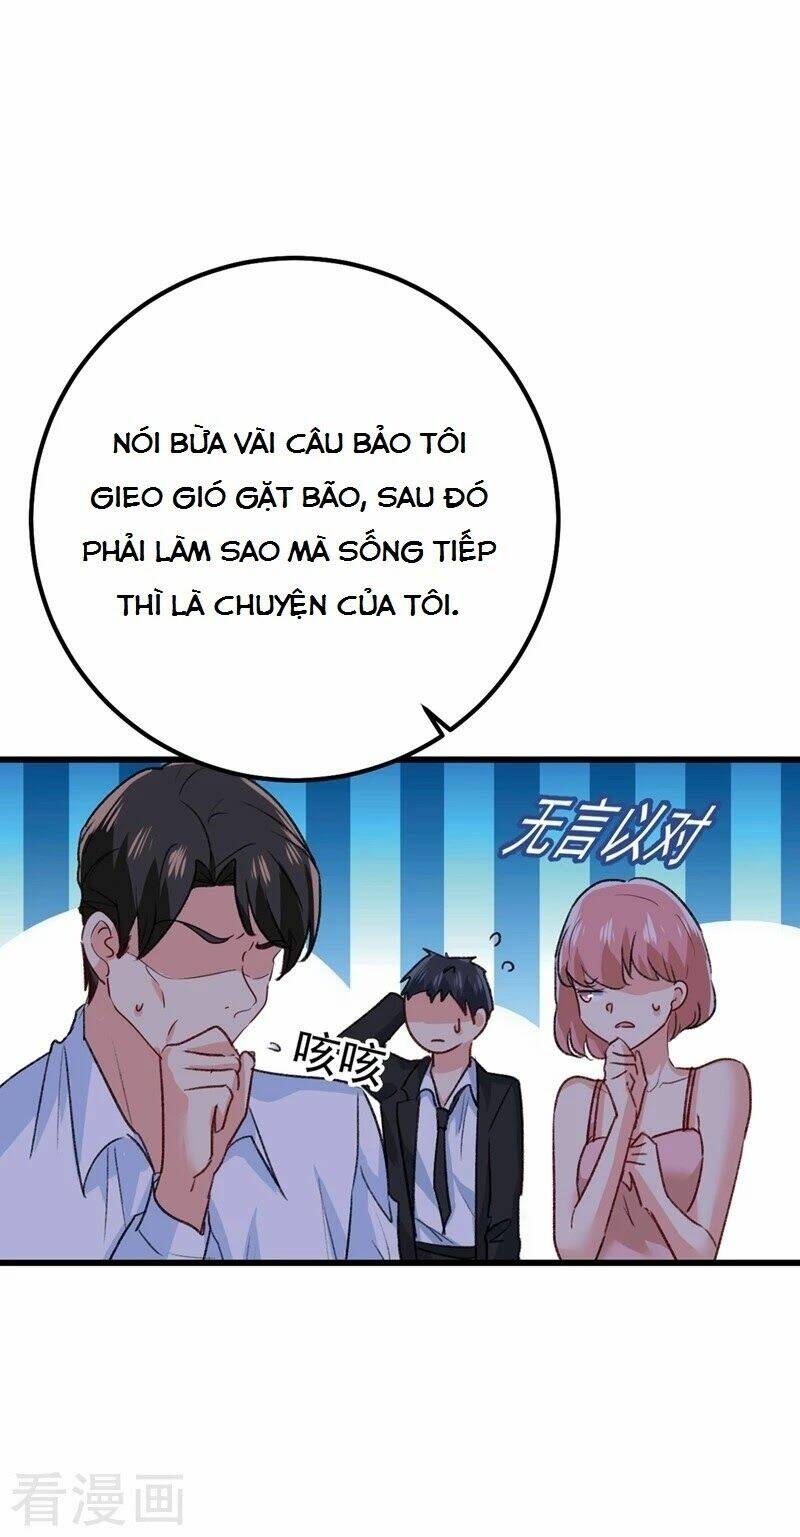 NÓI BỪA VÀI CÂU BẢO TÔI
GIEO GIÓ GẶT BÃO, SAU ĐÓ
PHẢI LÀM SAO MÀ SỐNG TIẾP
THÌ LÀ CHUYỆN CỦA TÔI.
无言以对
咳咳
看漫画